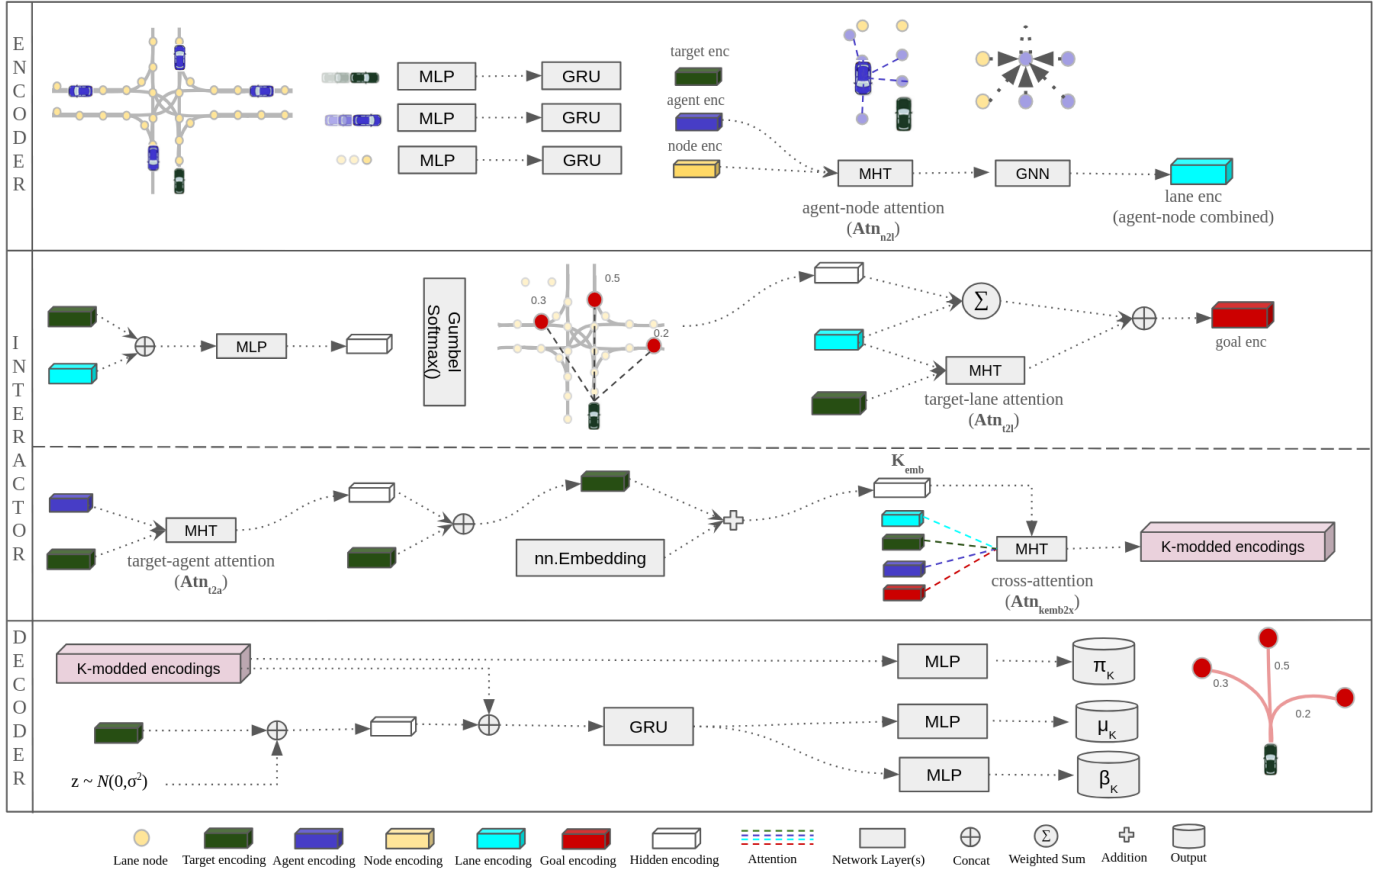 ENCODER
MLP
GRU
MLP
GRU
MLP
GRU
target enc
agent enc
node enc
MHT
GNN
agent-node attention
(Atn_n2l)
lane enc
(agent-node combined)
INTERACTOR
MLP
Gumbel
Softmax()
0.3
0.5
0.2
Σ
MHT
target-lane attention
(Atn_t2l)
goal enc
MHT
target-agent attention
(Atn_t2a)
nn.Embedding
K_emb
MHT
cross-attention
(Atn_kemb2x)
K-modded encodings
DECODER
K-modded encodings
z ~ N(0,σ²)
GRU
MLP
π_K
MLP
μ_K
MLP
β_K
0.3
0.5
0.2
Σ
Lane node
Target encoding
Agent encoding
Node encoding
Lane encoding
Goal encoding
Hidden encoding
Attention
Network Layer(s)
Concat
Weighted Sum
Addition
Output